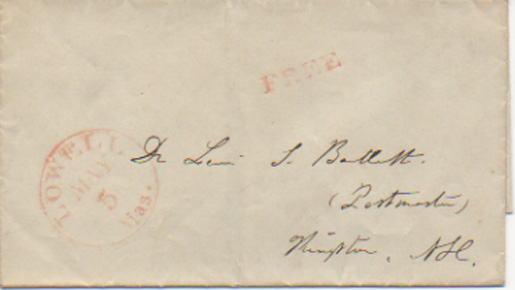 FREE
LOWELL
MAY
5
Mas.
Dr Levi S. Bartlett.
(Postmaster)
Kingston, N.H.